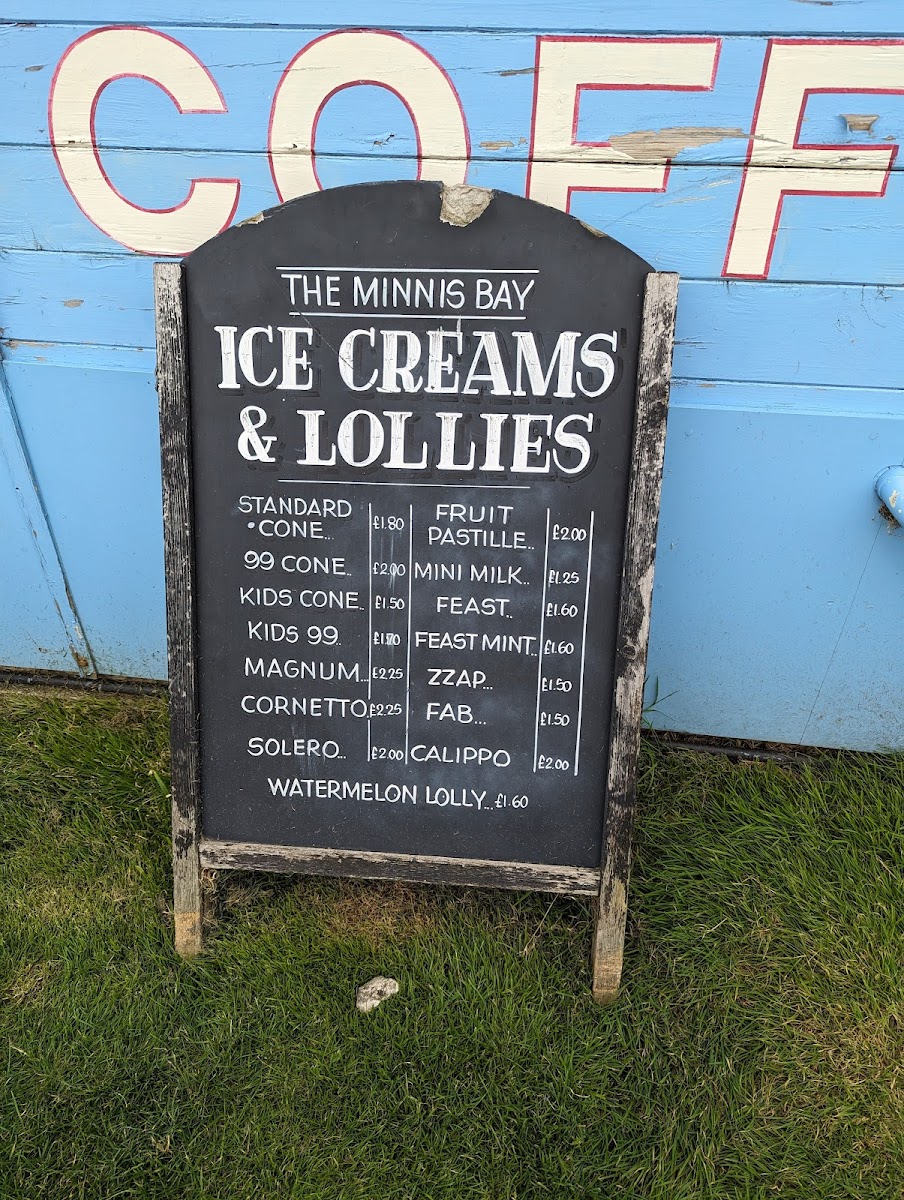 COFF
THE MINNIS BAY
ICE CREAMS
& LOLLIES
STANDARD
•CONE... £1.80
99 CONE.. £2.00
KIDS CONE.. £1.50
KIDS 99.. £1.70
MAGNUM... £2.25
CORNETTO £2.25
SOLERO... £2.00
FRUIT
PASTILLE.. £2.00
MINI MILK.. £1.25
FEAST.. £1.60
FEAST MINT.. £1.60
ZZAP... £1.50
FAB... £1.50
CALIPPO £2.00
WATERMELON LOLLY... £1.60